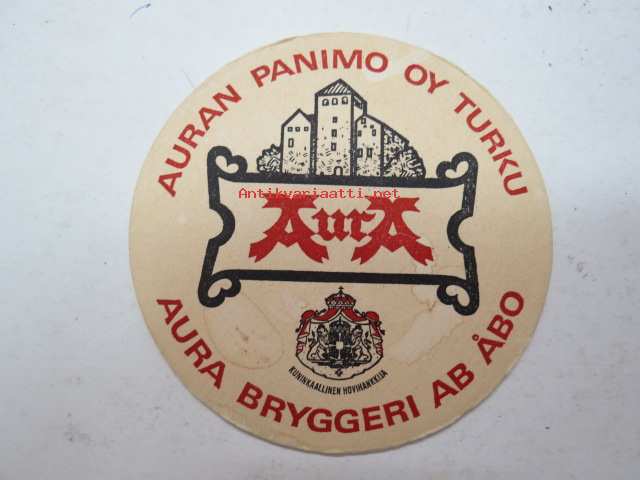 AURAN PANIMO OY TURKU
Antikvariaatti.net
AurA
KUNINKAALLINEN HOVIHANKKIJA
AURA BRYGGERI AB ÅBO